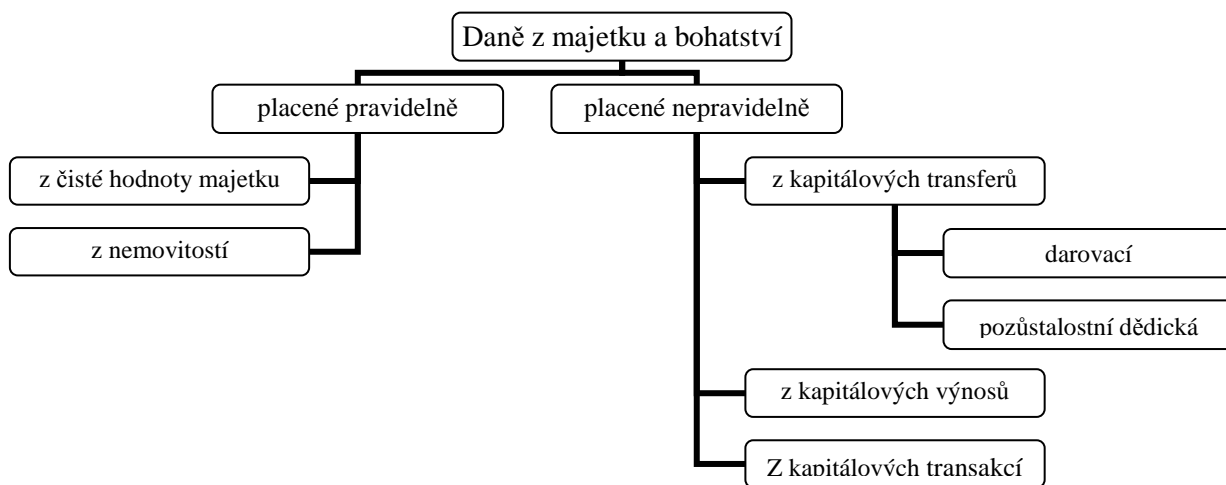 Daně z majetku a bohatství
placené pravidelně
placené nepravidelně
z čisté hodnoty majetku
z kapitálových transferů
z nemovitostí
darovací
pozůstalostní dědická
z kapitálových výnosů
Z kapitálových transakcí